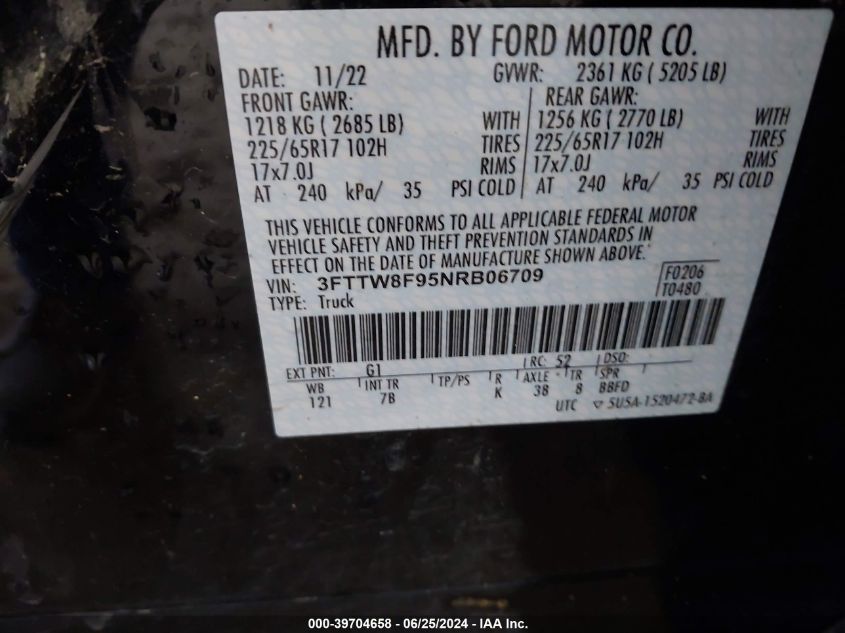 MFD. BY FORD MOTOR CO.
DATE: 11/22 GVWR: 2361 KG ( 5205 LB)
FRONT GAWR: REAR GAWR:
1218 KG ( 2685 LB) WITH 1256 KG ( 2770 LB) WITH
225/65R17 102H TIRES 225/65R17 102H TIRES
17x7.0J RIMS 17x7.0J RIMS
AT 240 kPa/ 35 PSI COLD AT 240 kPa/ 35 PSI COLD
THIS VEHICLE CONFORMS TO ALL APPLICABLE FEDERAL MOTOR
VEHICLE SAFETY AND THEFT PREVENTION STANDARDS IN
EFFECT ON THE DATE OF MANUFACTURE SHOWN ABOVE.
VIN: 3FTTW8F95NRB06709 F0206
TYPE: Truck T0480
EXT PNT: G1 RC: 52 DSO:
WB INT TR TP/PS R AXLE TR SPR
121 7B K 38 8 BBFD
UTC ▽ 5U5A-1520472-BA
000-39704658 - 06/25/2024 - IAA Inc.